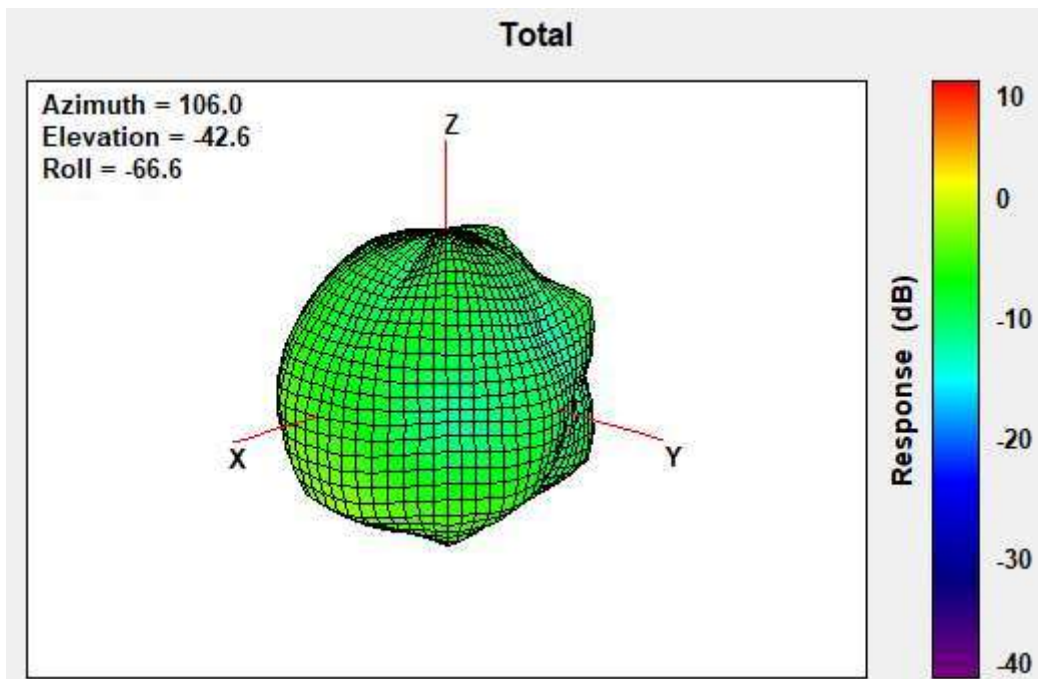 Total
Azimuth = 106.0
Elevation = -42.6
Roll = -66.6
Z
X
Y
10
0
-10
-20
-30
-40
Response (dB)